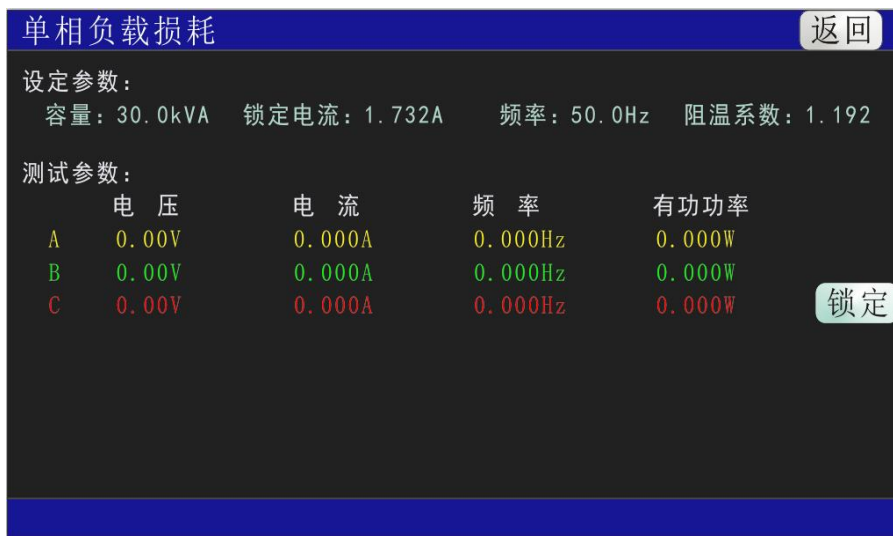 单相负载损耗 返回
设定参数：
容量：30.0kVA 锁定电流：1.732A 频率：50.0Hz 阻温系数：1.192
测试参数：
电 压 电 流 频 率 有功功率
A 0.00V 0.000A 0.000Hz 0.000W
B 0.00V 0.000A 0.000Hz 0.000W
C 0.00V 0.000A 0.000Hz 0.000W
锁定